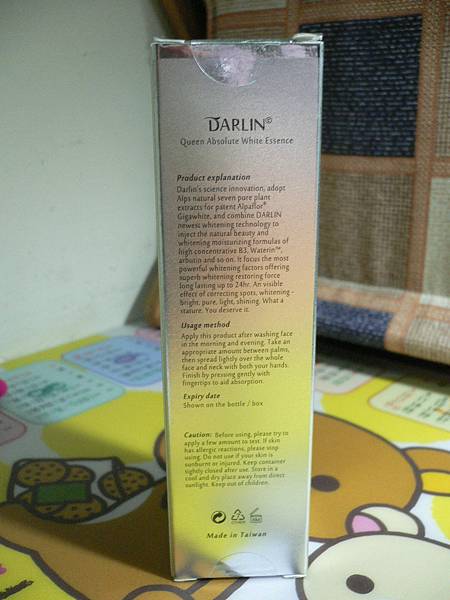 DARLIN©
Queen Absolute White Essence
Product explanation
Darlin's science innovation, adopt
Alps natural seven pure plant
extracts for patent Alpaflor®
Gigawhite, and combine DARLIN
newest whitening technology to
inject the natural beauty and
whitening moisturizing formulas of
high concentrative B3, Waterin™,
arbutin and so on. It focus the most
powerful whitening factors offering
superb whitening restoring force
long lasting up to 24hr. An visible
effect of correcting spots, whitening -
bright, pure, light, shining. What a
stature. You deserve it.
Usage method
Apply this product after washing face
in the morning and evening. Take an
appropriate amount between palms,
then spread lightly over the whole
face and neck with both your hands.
Finish by pressing gently with
fingertips to aid absorption.
Expiry date
Shown on the bottle / box
Caution: Before using, please try to
apply a few amount to test. If skin
has allergic reactions, please stop
using. Do not use if your skin is
sunburnt or injured. Keep container
tightly closed after use. Store in a
cool and dry place away from direct
sunlight. Keep out of children.
Made in Taiwan